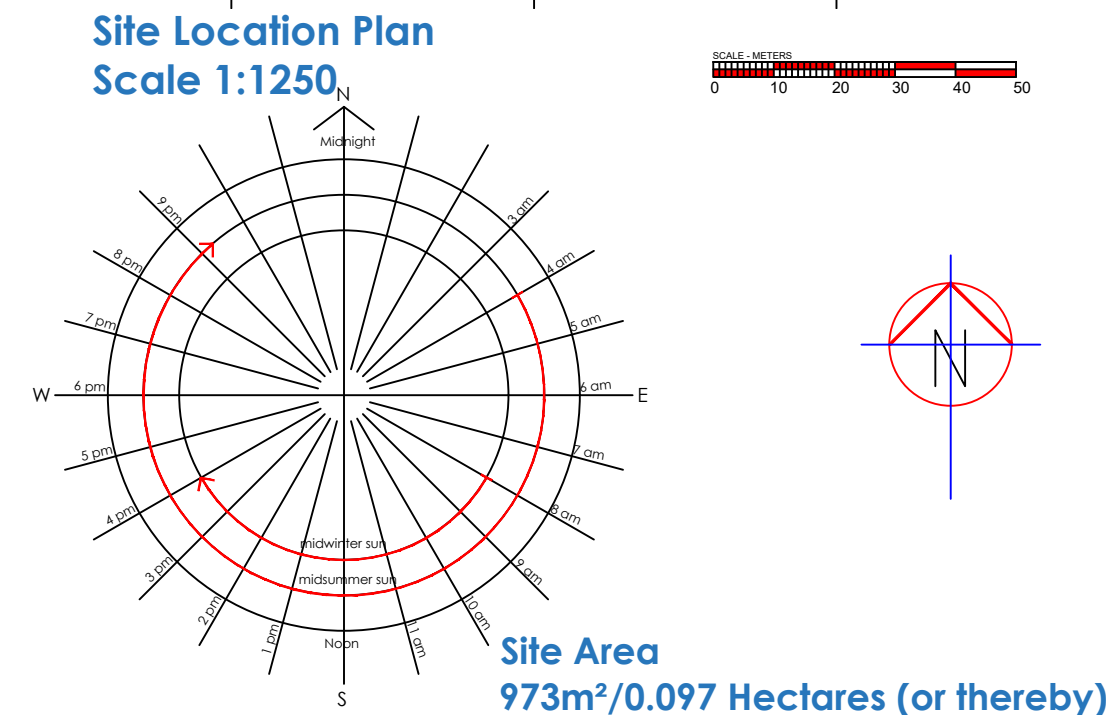 Site Location Plan
Scale 1:1250
SCALE - METERS
0 10 20 30 40 50
N
Midnight
9 pm
3 am
8 pm
4 am
7 pm
5 am
W
6 pm
6 am
E
N
5 pm
7 am
4 pm
8 am
midwinter sun
3 pm
9 am
midsummer sun
2 pm
10 am
1 pm
Noon
11 am
S
Site Area
973m²/0.097 Hectares (or thereby)